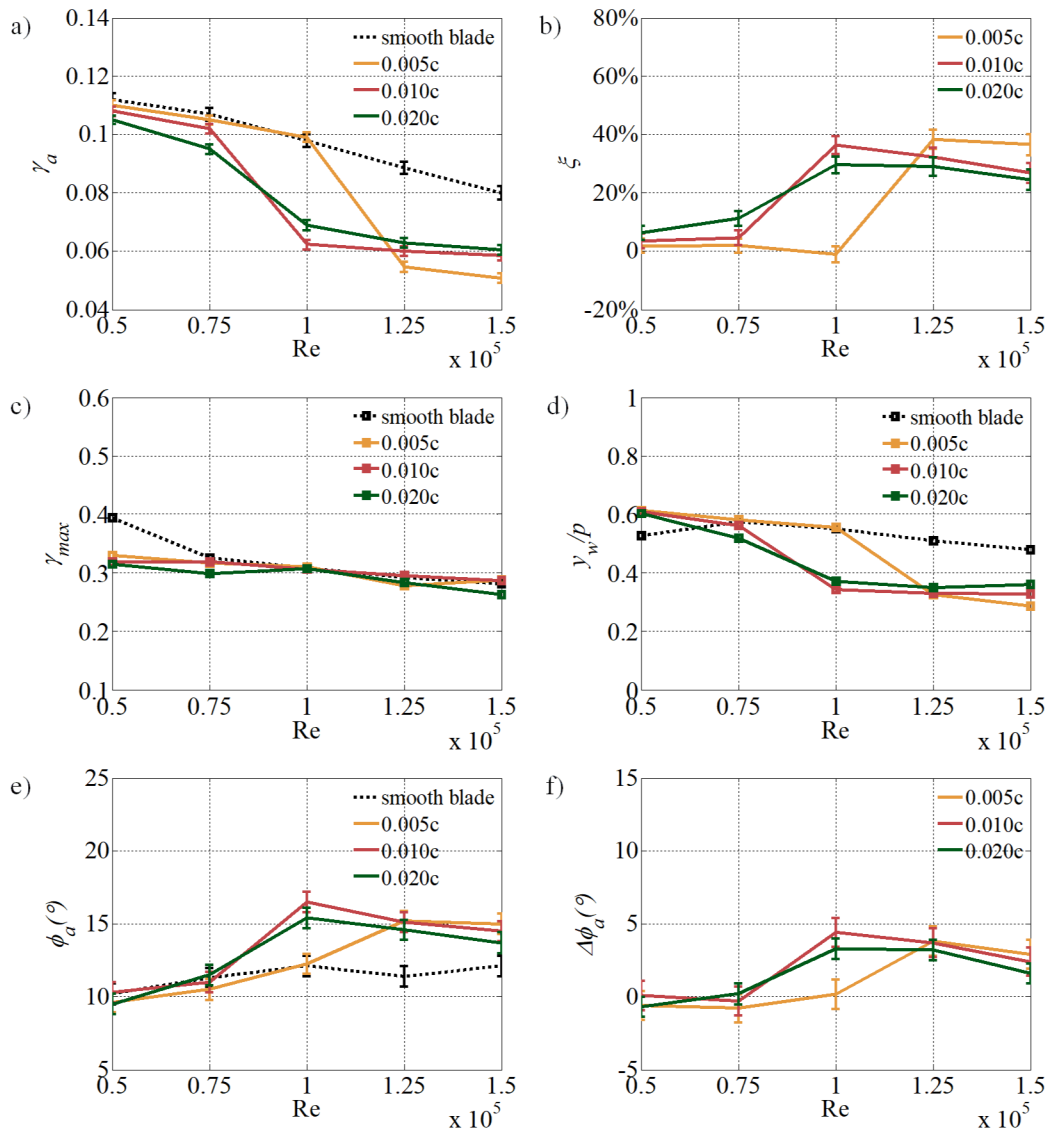 a)
0.14
0.12
0.1
0.08
0.06
0.04
γa
smooth blade
0.005c
0.010c
0.020c
0.5
0.75
1
1.25
1.5
Re
x 10^5
b)
80%
60%
40%
20%
0
-20%
ξ
0.005c
0.010c
0.020c
0.5
0.75
1
1.25
1.5
Re
x 10^5
c)
0.6
0.5
0.4
0.3
0.2
0.1
γmax
smooth blade
0.005c
0.010c
0.020c
0.5
0.75
1
1.25
1.5
Re
x 10^5
d)
1
0.8
0.6
0.4
0.2
0
yw/p
smooth blade
0.005c
0.010c
0.020c
0.5
0.75
1
1.25
1.5
Re
x 10^5
e)
25
20
15
10
5
ϕa(°)
smooth blade
0.005c
0.010c
0.020c
0.5
0.75
1
1.25
1.5
Re
x 10^5
f)
15
10
5
0
-5
Δϕa(°)
0.005c
0.010c
0.020c
0.5
0.75
1
1.25
1.5
Re
x 10^5